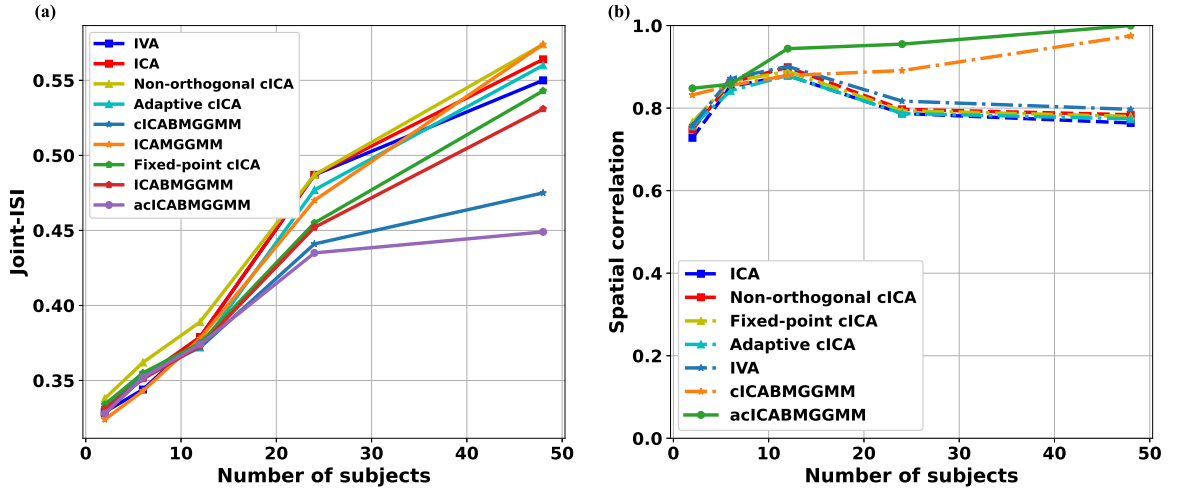 (a)
Joint-ISI
0.55
0.50
0.45
0.40
0.35
IVA
ICA
Non-orthogonal cICA
Adaptive cICA
cICABMGGMM
ICAMGGMM
Fixed-point cICA
ICABMGGMM
acICABMGGMM
0 10 20 30 40 50
Number of subjects
(b)
Spatial correlation
1.0
0.8
0.6
0.4
0.2
0.0
ICA
Non-orthogonal cICA
Fixed-point cICA
Adaptive cICA
IVA
cICABMGGMM
acICABMGGMM
0 10 20 30 40 50
Number of subjects